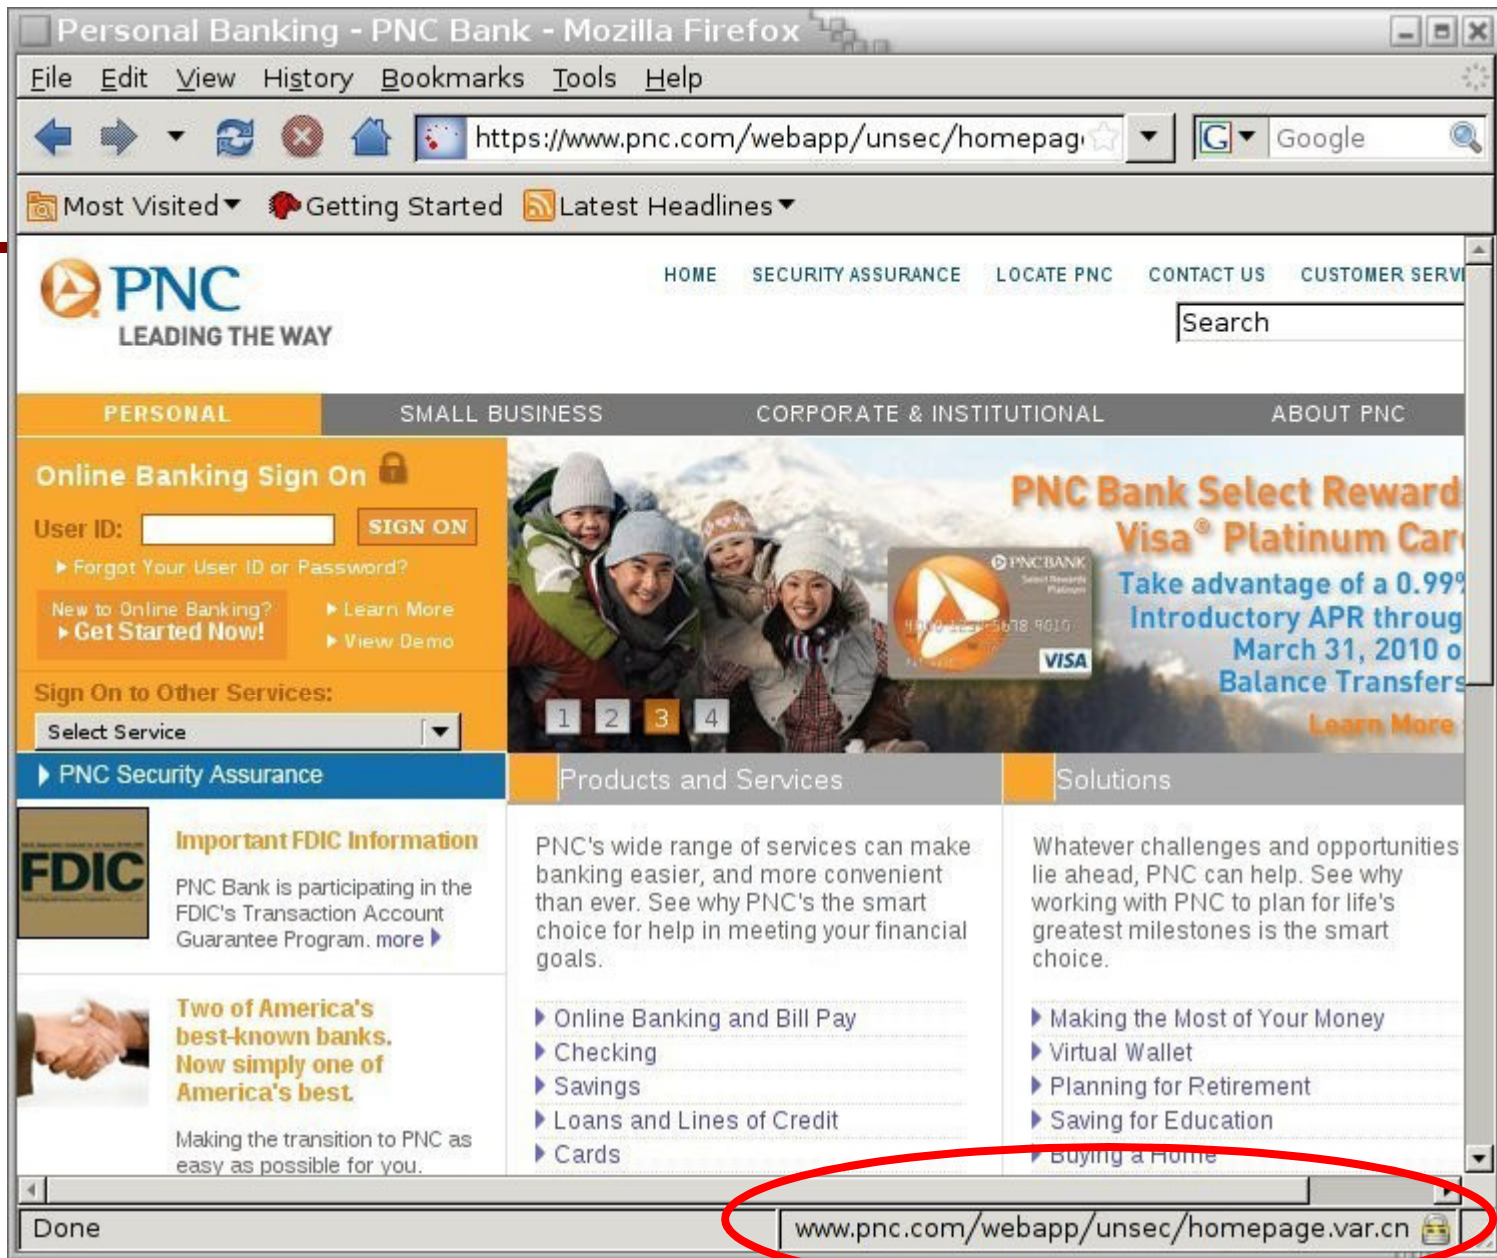 Personal Banking - PNC Bank - Mozilla Firefox
File Edit View History Bookmarks Tools Help
https://www.pnc.com/webapp/unsec/homepag
G Google
Most Visited Getting Started Latest Headlines
PNC
LEADING THE WAY
HOME SECURITY ASSURANCE LOCATE PNC CONTACT US CUSTOMER SERVI
Search
PERSONAL SMALL BUSINESS CORPORATE & INSTITUTIONAL ABOUT PNC
Online Banking Sign On
User ID: SIGN ON
Forgot Your User ID or Password?
New to Online Banking?
Get Started Now!
Learn More
View Demo
Sign On to Other Services:
Select Service
PNC Bank Select Reward
Visa® Platinum Car
Take advantage of a 0.99%
Introductory APR throug
March 31, 2010 o
Balance Transfers
Learn More
PNCBANK
Select Rewards
Platinum
VISA
1 2 3 4
PNC Security Assurance
FDIC
Important FDIC Information
PNC Bank is participating in the
FDIC's Transaction Account
Guarantee Program. more
Two of America's
best-known banks.
Now simply one of
America's best.
Making the transition to PNC as
easy as possible for you.
Products and Services
PNC's wide range of services can make
banking easier, and more convenient
than ever. See why PNC's the smart
choice for help in meeting your financial
goals.
Online Banking and Bill Pay
Checking
Savings
Loans and Lines of Credit
Cards
Solutions
Whatever challenges and opportunities
lie ahead, PNC can help. See why
working with PNC to plan for life's
greatest milestones is the smart
choice.
Making the Most of Your Money
Virtual Wallet
Planning for Retirement
Saving for Education
Buying a Home
Done
www.pnc.com/webapp/unsec/homepage.var.cn